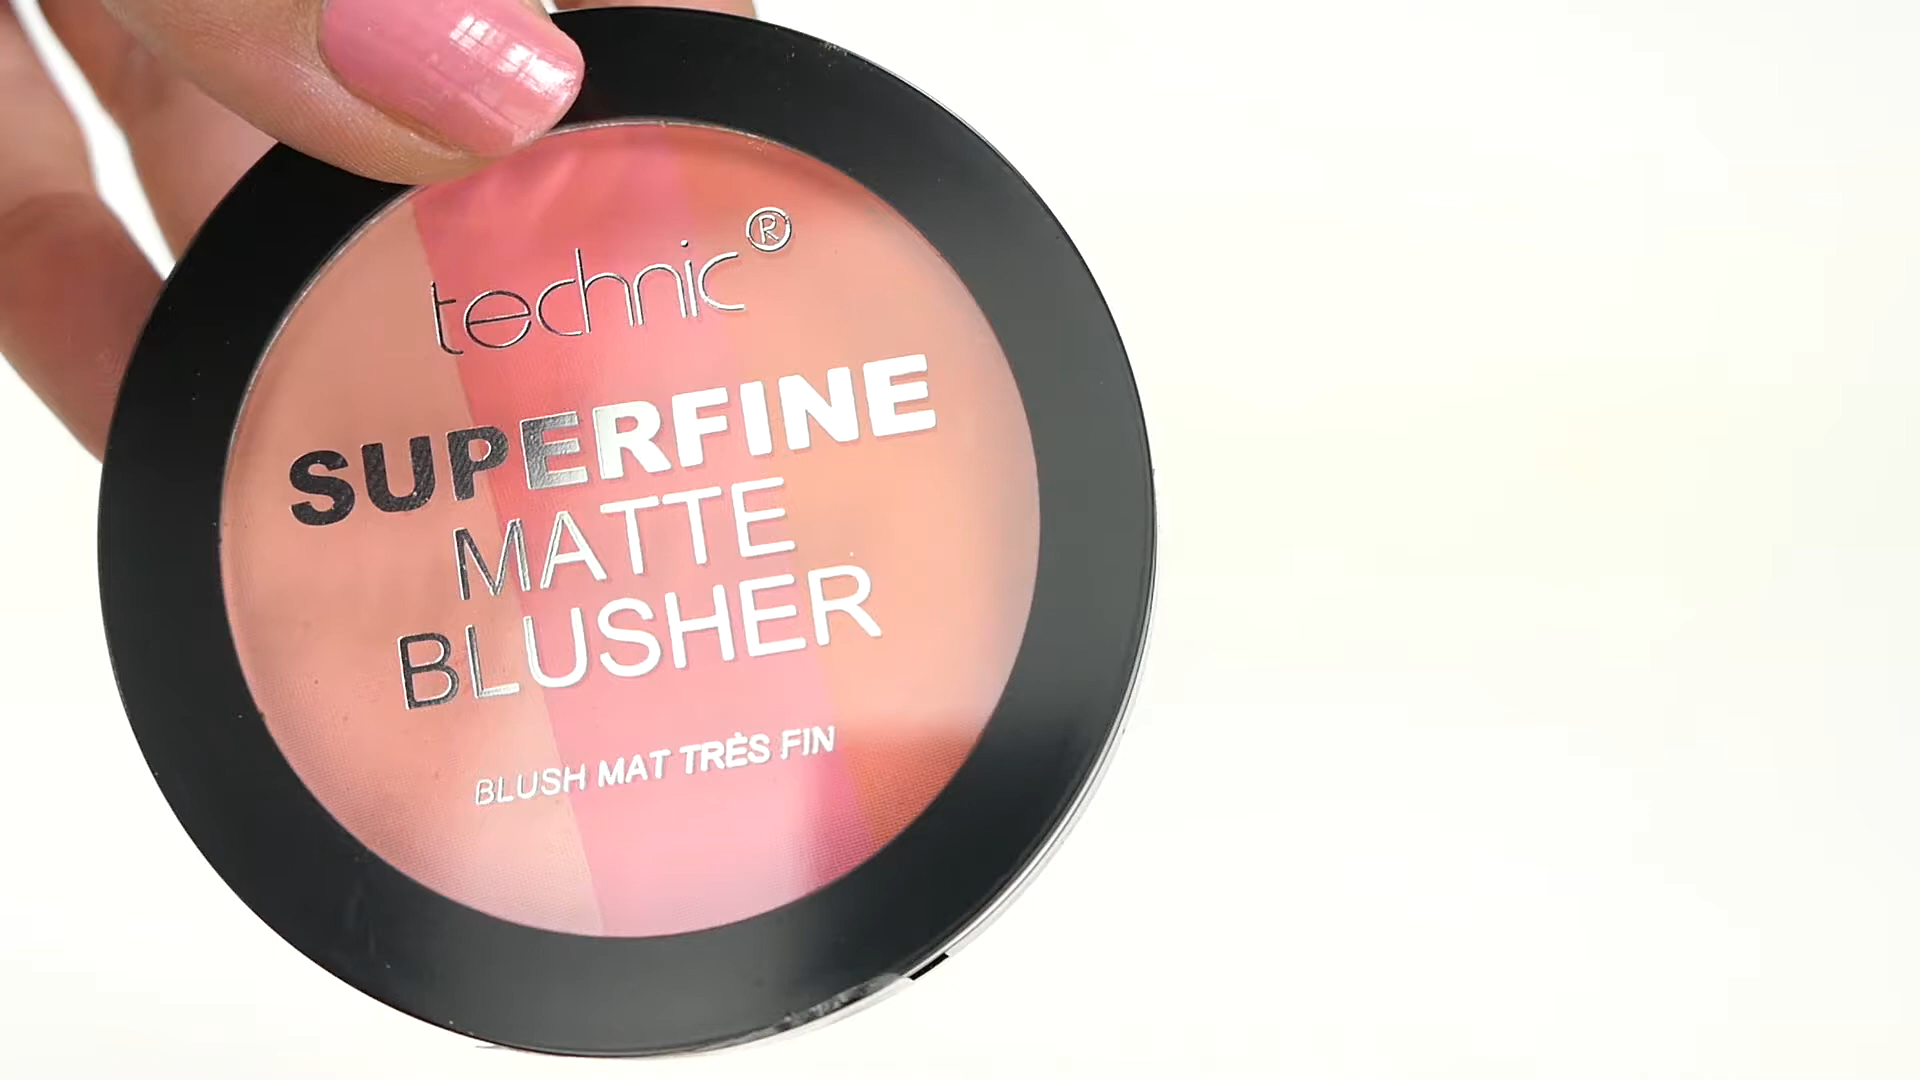 technic®
SUPERFINE
MATTE
BLUSHER
BLUSH MAT TRÈS FIN